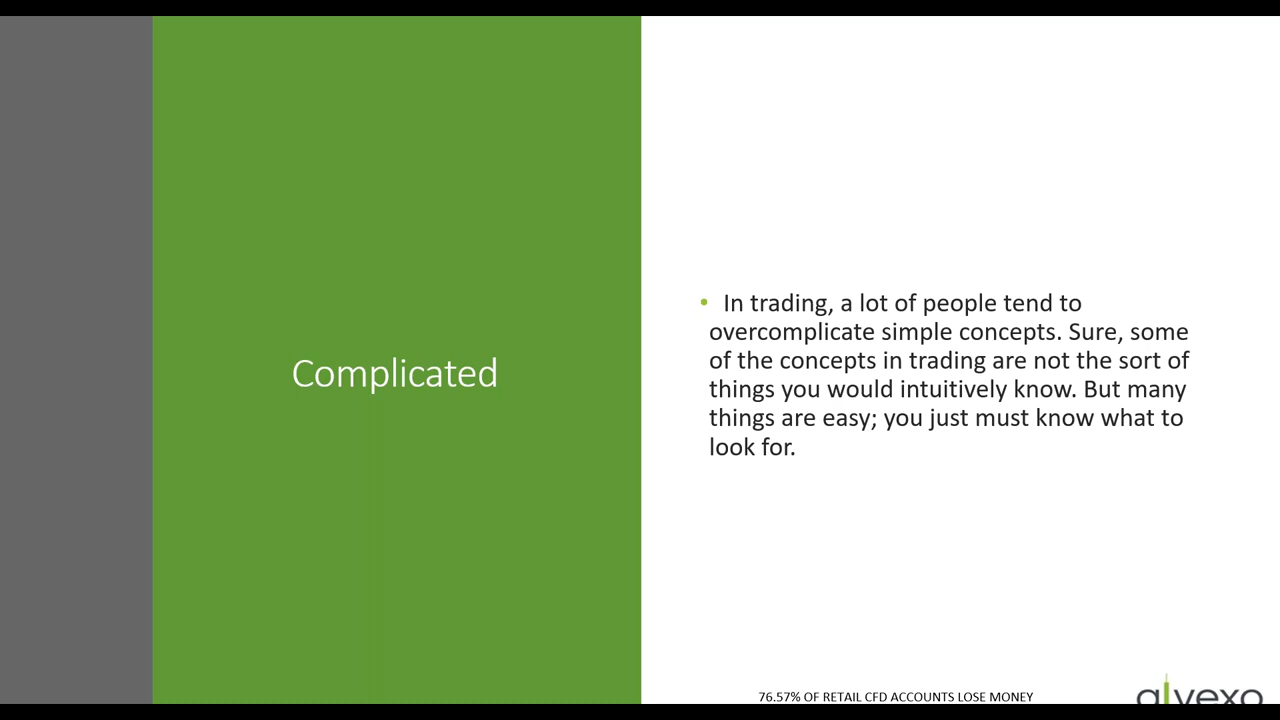 Complicated
• In trading, a lot of people tend to
overcomplicate simple concepts. Sure, some
of the concepts in trading are not the sort of
things you would intuitively know. But many
things are easy; you just must know what to
look for.
76.57% OF RETAIL CFD ACCOUNTS LOSE MONEY
alvexo